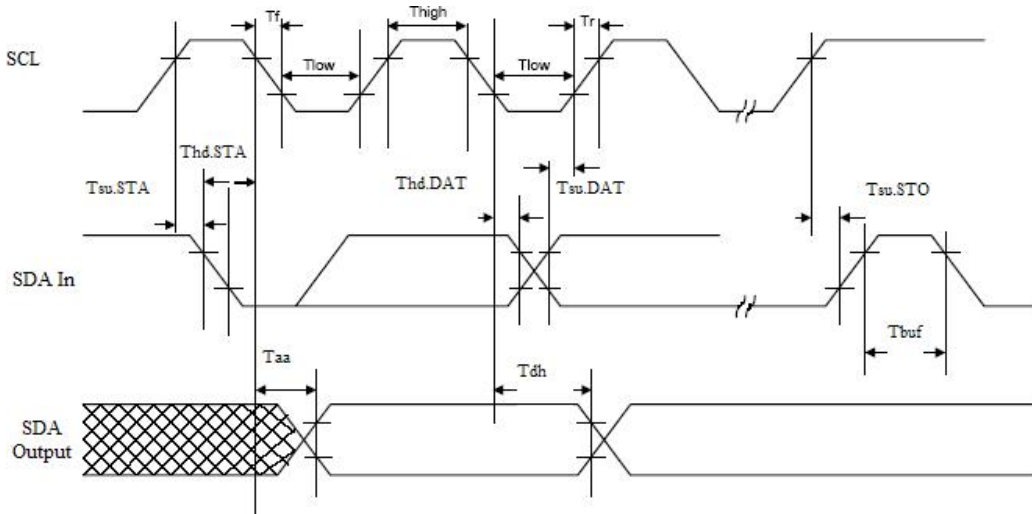 Tf
Thigh
Tr
SCL
Tlow
Tlow
Thd.STA
Tsu.STA
Thd.DAT
Tsu.DAT
Tsu.STO
SDA In
Tbuf
Taa
Tdh
SDA
Output